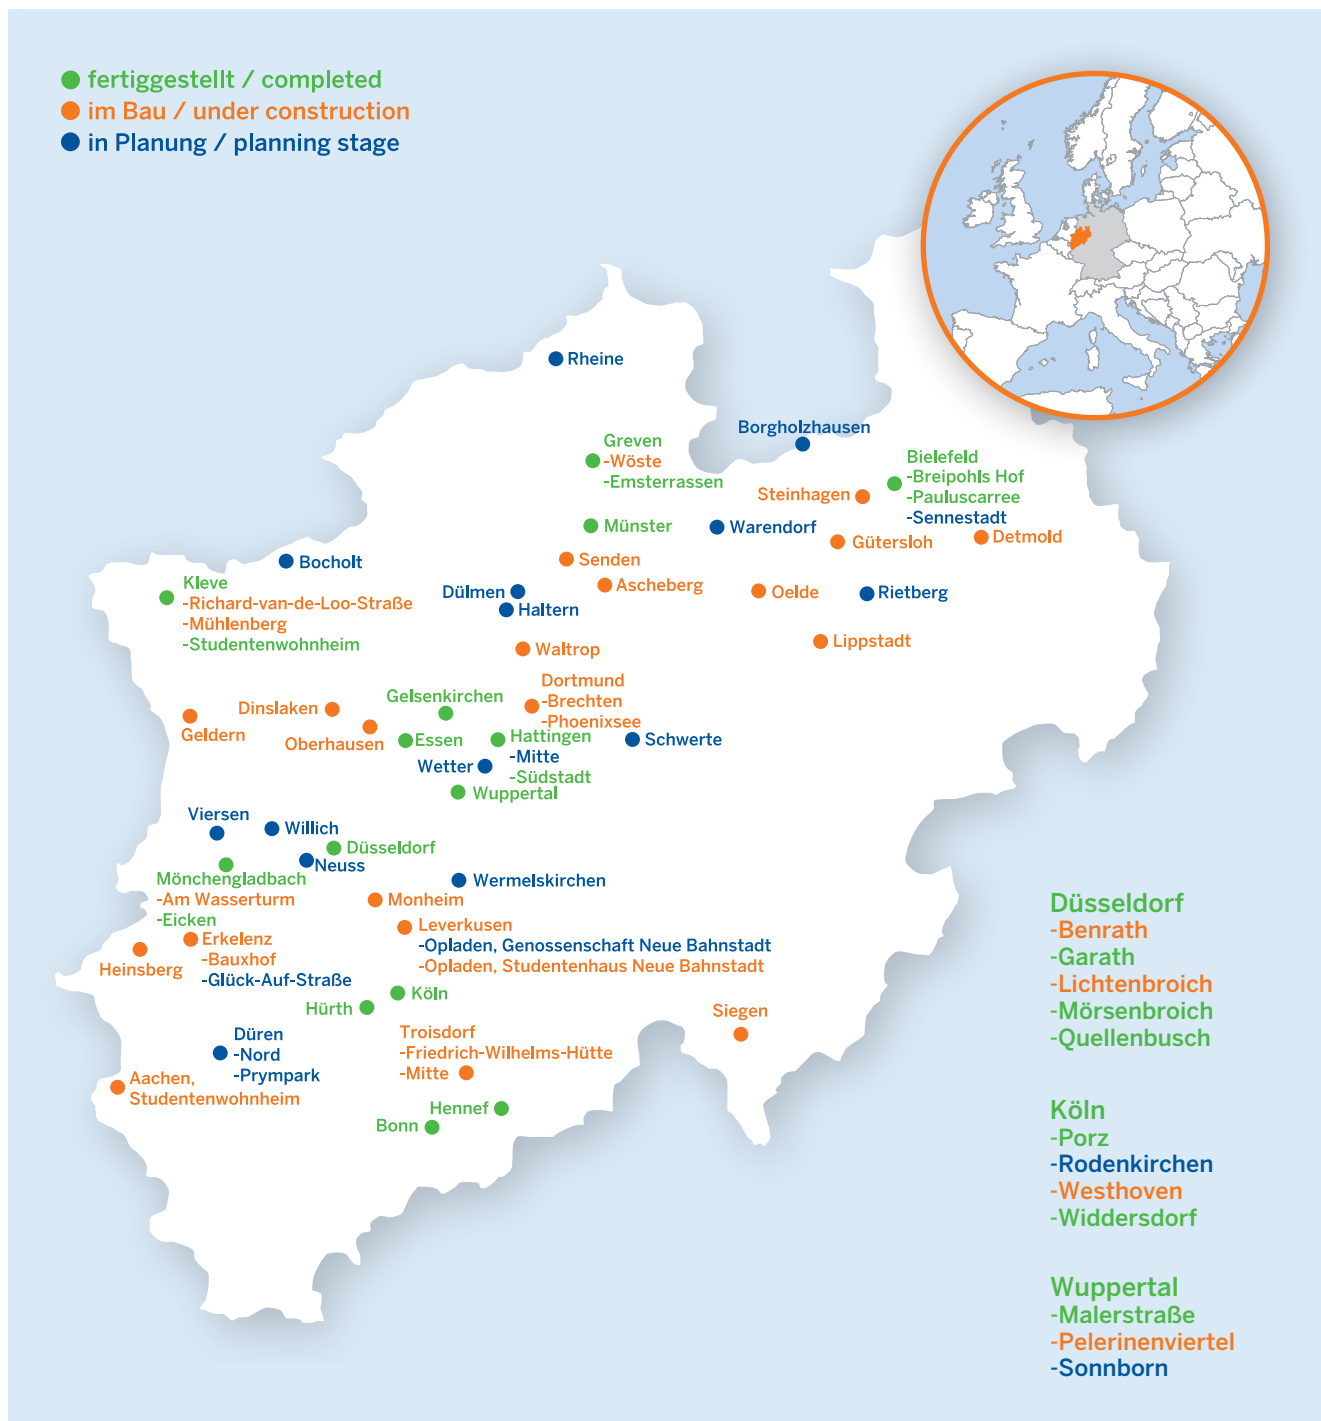 fertiggestellt / completed
im Bau / under construction
in Planung / planning stage
Rheine
Borgholzhausen
Greven
-Wöste
-Emsterrassen
Bielefeld
-Breipohls Hof
-Pauluscarree
-Sennestadt
Steinhagen
Münster
Warendorf
Gütersloh
Detmold
Bocholt
Senden
Kleve
-Richard-van-de-Loo-Straße
-Mühlenberg
-Studentenwohnheim
Dülmen
Haltern
Ascheberg
Oelde
Rietberg
Waltrop
Lippstadt
Dortmund
-Brechten
-Phoenixsee
Gelsenkirchen
Dinslaken
Geldern
Oberhausen
Essen
Hattingen
-Mitte
-Südstadt
Schwerte
Wetter
Wuppertal
Viersen
Willich
Düsseldorf
Neuss
Mönchengladbach
-Am Wasserturm
-Eicken
Wermelskirchen
Monheim
Leverkusen
-Opladen, Genossenschaft Neue Bahnstadt
-Opladen, Studentenhaus Neue Bahnstadt
Erkelenz
-Bauxhof
-Glück-Auf-Straße
Heinsberg
Köln
Hürth
Siegen
Troisdorf
-Friedrich-Wilhelms-Hütte
-Mitte
Düren
-Nord
-Prympark
Aachen,
Studentenwohnheim
Hennef
Bonn
Düsseldorf
-Benrath
-Garath
-Lichtenbroich
-Mörsenbroich
-Quellenbusch
Köln
-Porz
-Rodenkirchen
-Westhoven
-Widdersdorf
Wuppertal
-Malerstraße
-Pelerinenviertel
-Sonnborn